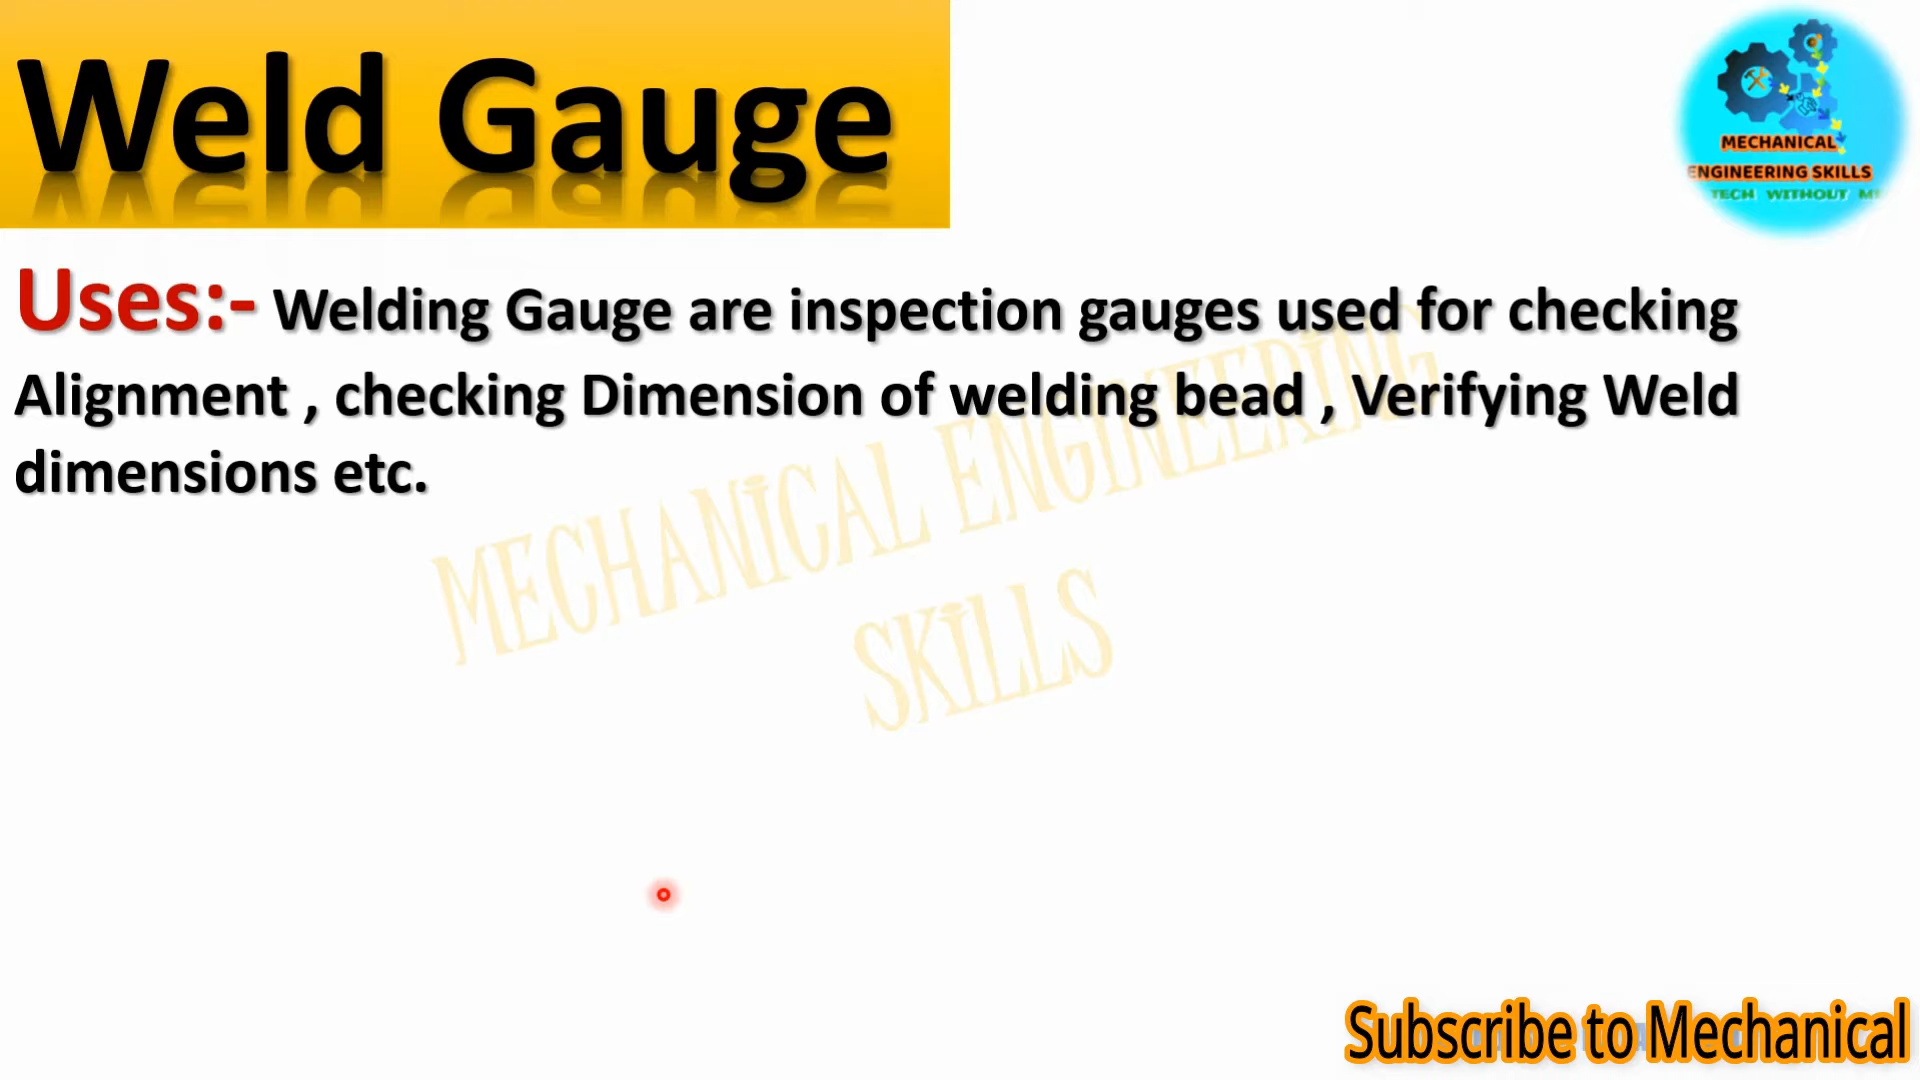 Weld Gauge
MECHANICAL
ENGINEERING SKILLS
TECH WITHOUT
Uses:- Welding Gauge are inspection gauges used for checking
Alignment , checking Dimension of welding bead , Verifying Weld
dimensions etc.
MECHANICAL ENGINEERING
SKILLS
Subscribe to Mechanical